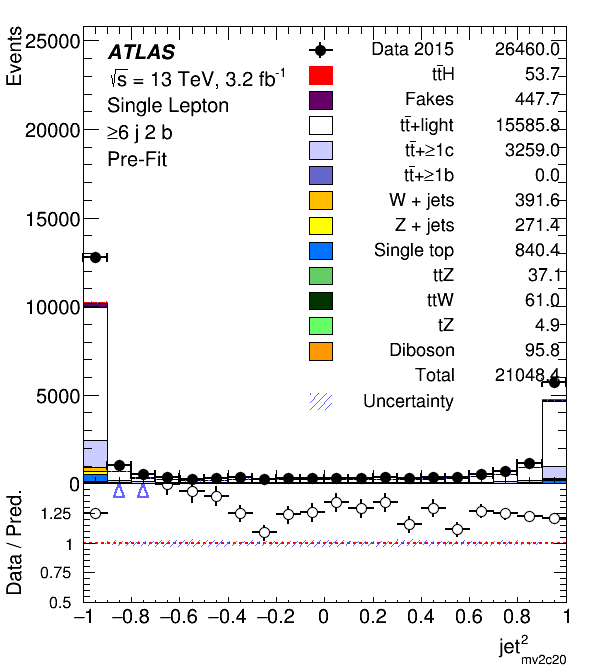 Events
25000
20000
15000
10000
5000
0
ATLAS
√s = 13 TeV, 3.2 fb⁻¹
Single Lepton
≥6 j 2 b
Pre-Fit
Data 2015 26460.0
tt̄H 53.7
Fakes 447.7
tt̄+light 15585.8
tt̄+≥1c 3259.0
tt̄+≥1b 0.0
W + jets 391.6
Z + jets 271.4
Single top 840.4
ttZ 37.1
ttW 61.0
tZ 4.9
Diboson 95.8
Total 21048.4
Uncertainty
Data / Pred.
1.25
1
0.75
0.5
−1 −0.8 −0.6 −0.4 −0.2 0 0.2 0.4 0.6 0.8 1
jet²mv2c20